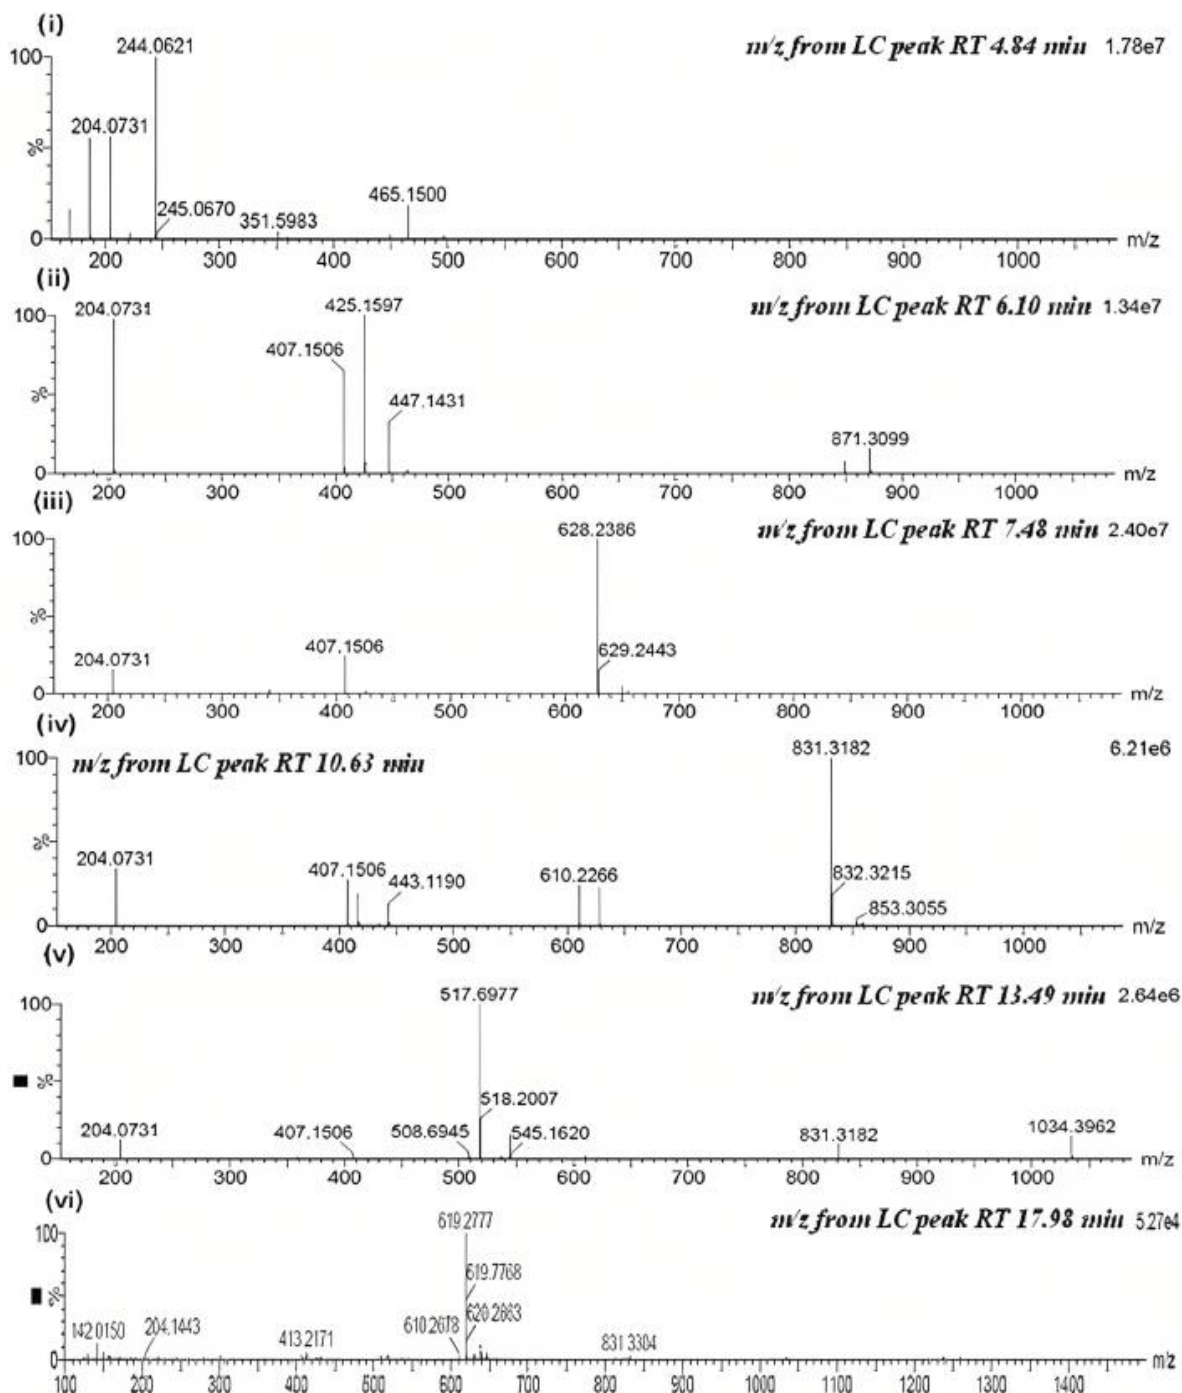 (i)
m/z from LC peak RT 4.84 min 1.78e7
244.0621
100
204.0731
%
245.0670
351.5983
465.1500
0
200 300 400 500 600 700 800 900 1000 m/z
(ii)
m/z from LC peak RT 6.10 min 1.34e7
204.0731
425.1597
100
407.1506
%
447.1431
871.3099
0
200 300 400 500 600 700 800 900 1000 m/z
(iii)
m/z from LC peak RT 7.48 min 2.40e7
628.2386
100
%
204.0731
407.1506
629.2443
0
200 300 400 500 600 700 800 900 1000 m/z
(iv)
m/z from LC peak RT 10.63 min
831.3182
6.21e6
100
%
204.0731
407.1506
443.1190
610.2266
832.3215
853.3055
0
200 300 400 500 600 700 800 900 1000 m/z
(v)
517.6977
m/z from LC peak RT 13.49 min 2.64e6
100
%
518.2007
204.0731
407.1506
508.6945
545.1620
831.3182
1034.3962
0
200 300 400 500 600 700 800 900 1000 m/z
(vi)
619.2777
m/z from LC peak RT 17.98 min 5.27e4
100
619.7768
%
142.0150
204.1443
413.2171
610.2678
620.2663
831.3304
0
100 200 300 400 500 600 700 800 900 1000 1100 1200 1300 1400 m/z